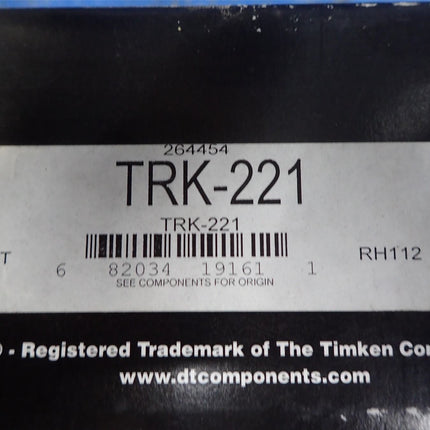 264454
TRK-221
TRK-221
T
6 82034 19161 1
RH112
SEE COMPONENTS FOR ORIGIN
- Registered Trademark of The Timken
www.dtcomponents.com